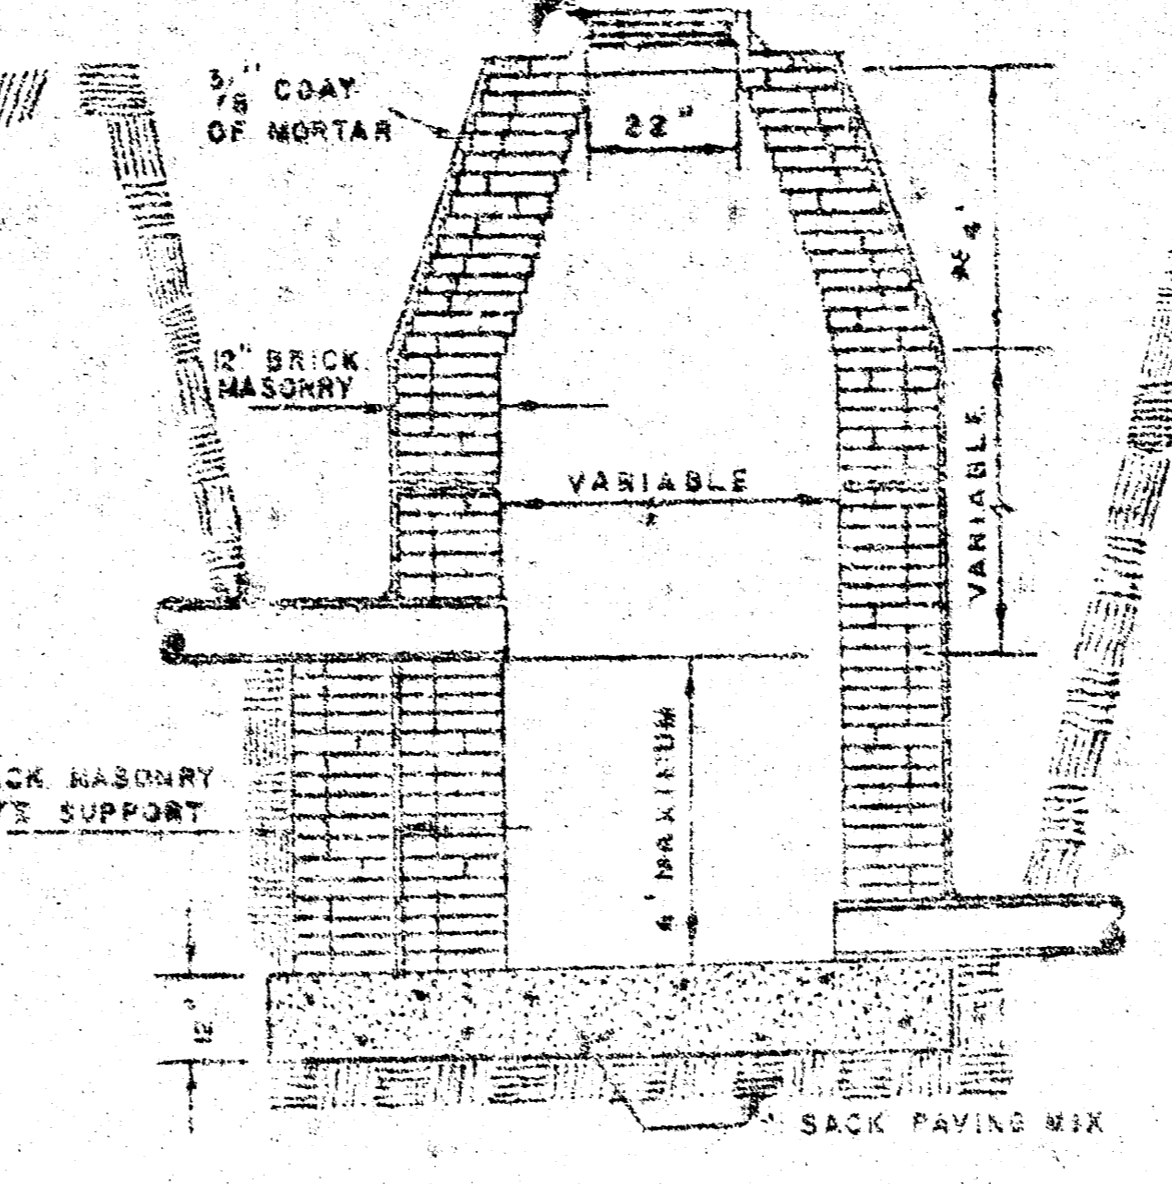 3/8" COAT
OF MORTAR
22"
12" BRICK
MASONRY
VARIABLE
VARIABLE
CK MASONRY
SUPPORT
4' MAXIMUM
12"
SACK PAVING MIX